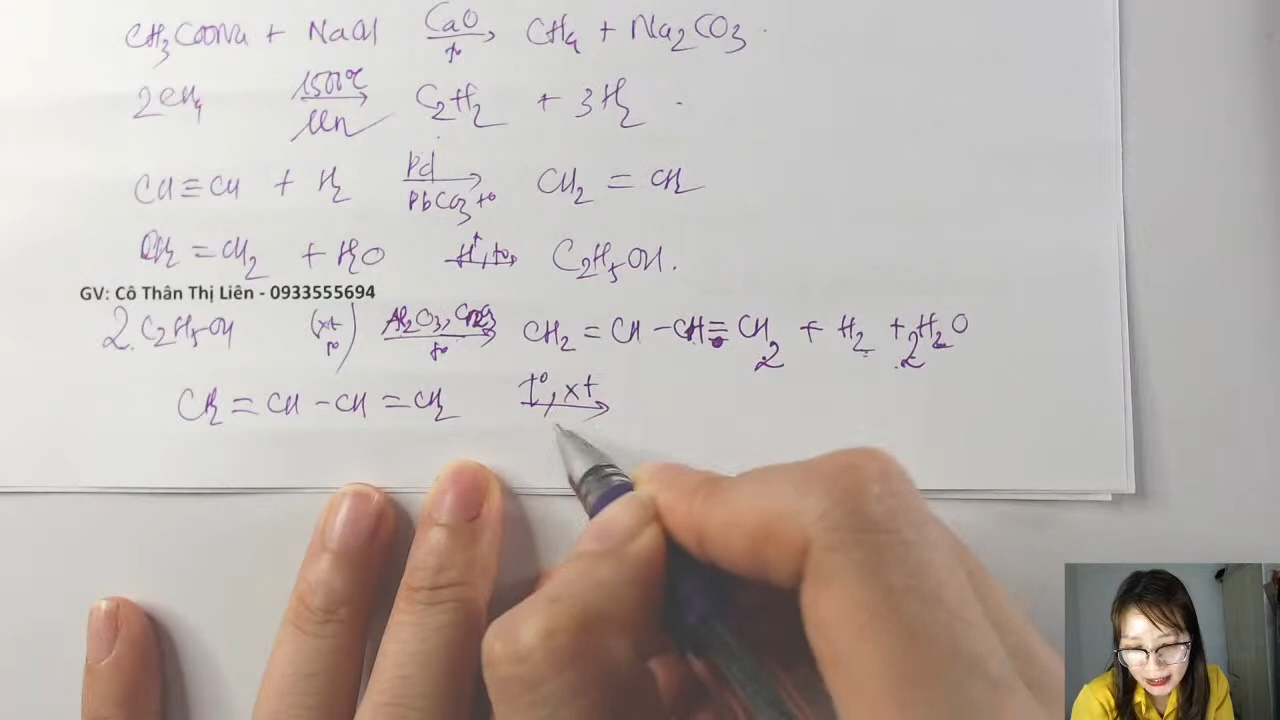 CH3COONa + NaOH CaO t° → CH4 + Na2CO3.
2CH4 1500°C → lln C2H2 + 3H2.
CH≡CH + H2 Pd → PbCO3 t° CH2 = CH2
CH2 = CH2 + H2O H+, t° → C2H5OH.
GV: Cô Thân Thị Liên - 0933555694
2. C2H5OH (xt t°) Al2O3, → t° CH2 = CH - CH = CH2 + H2 + 2H2O
CH2 = CH - CH = CH2 t°, xt →